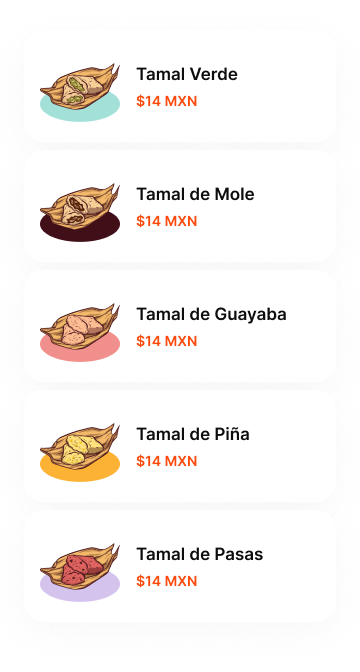 Tamal Verde
$14 MXN
Tamal de Mole
$14 MXN
Tamal de Guayaba
$14 MXN
Tamal de Piña
$14 MXN
Tamal de Pasas
$14 MXN